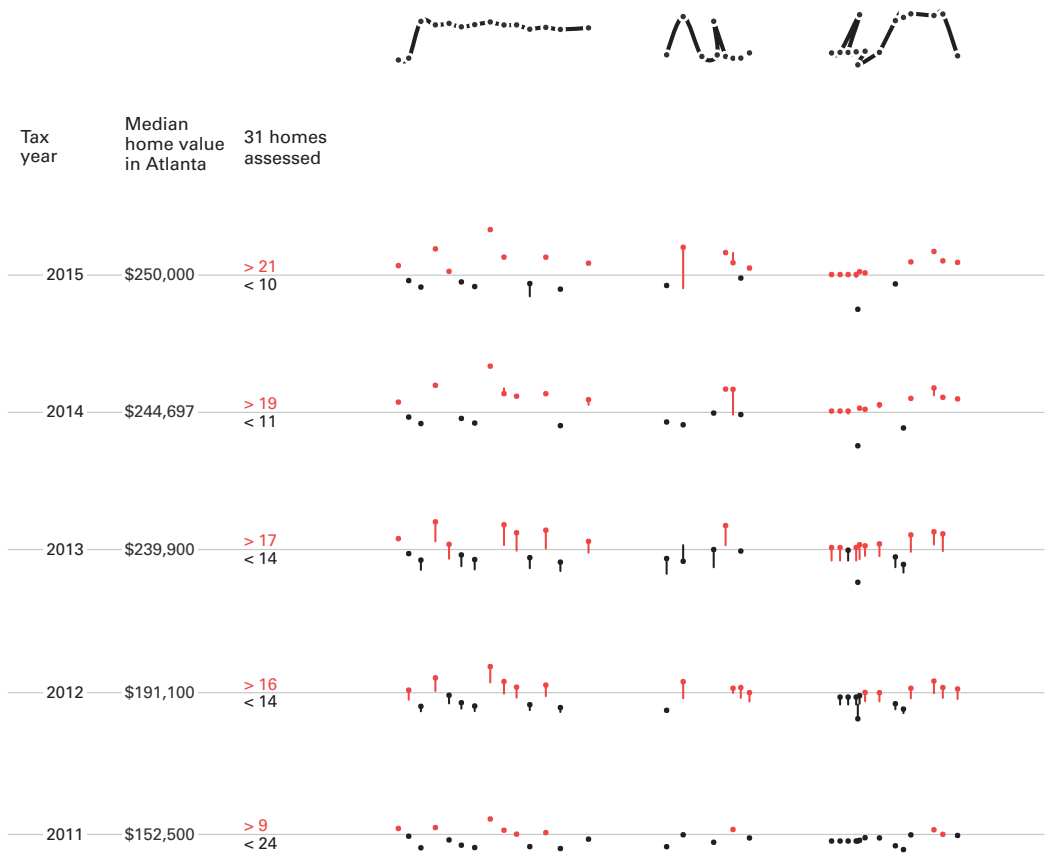 Tax
year
Median
home value
in Atlanta
31 homes
assessed
2015 $250,000 > 21
< 10
2014 $244,697 > 19
< 11
2013 $239,900 > 17
< 14
2012 $191,100 > 16
< 14
2011 $152,500 > 9
< 24